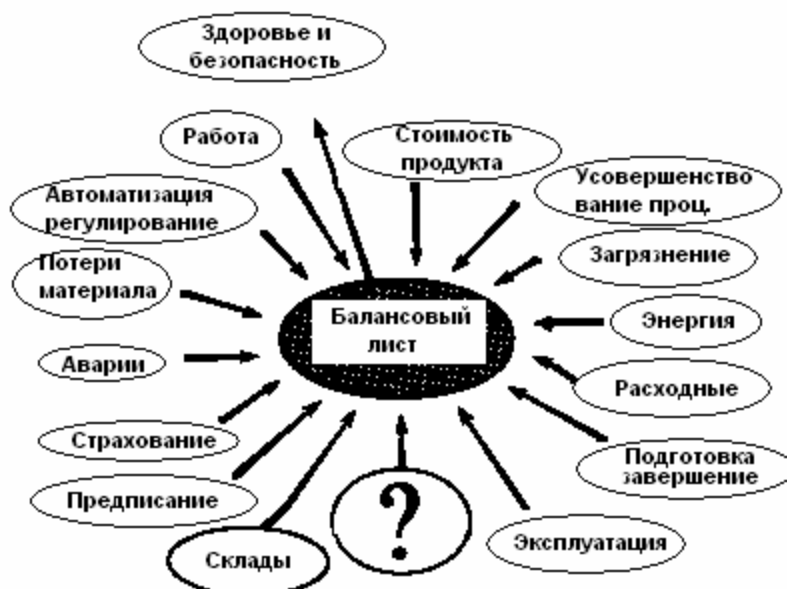 Здоровье и
безопасность
Работа
Стоимость
продукта
Автоматизация
регулирование
Усовершенство
вание проц.
Потери
материала
Загрязнение
Балансовый
лист
Энергия
Аварии
Расходные
Страхование
Подготовка
завершение
Предписание
?
Склады
Эксплуатация